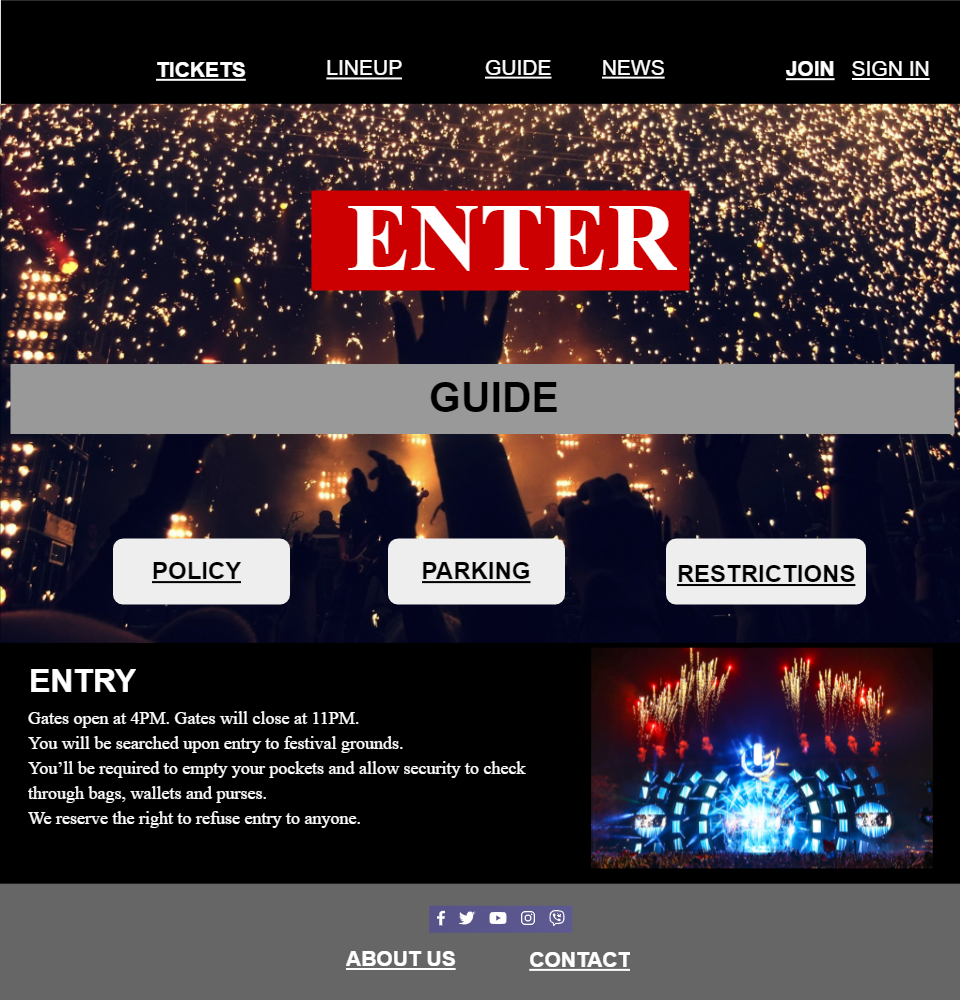 TICKETS LINEUP GUIDE NEWS JOIN SIGN IN
ENTER
GUIDE
POLICY PARKING RESTRICTIONS
ENTRY
Gates open at 4PM. Gates will close at 11PM.
You will be searched upon entry to festival grounds.
You’ll be required to empty your pockets and allow security to check
through bags, wallets and purses.
We reserve the right to refuse entry to anyone.
ABOUT US CONTACT